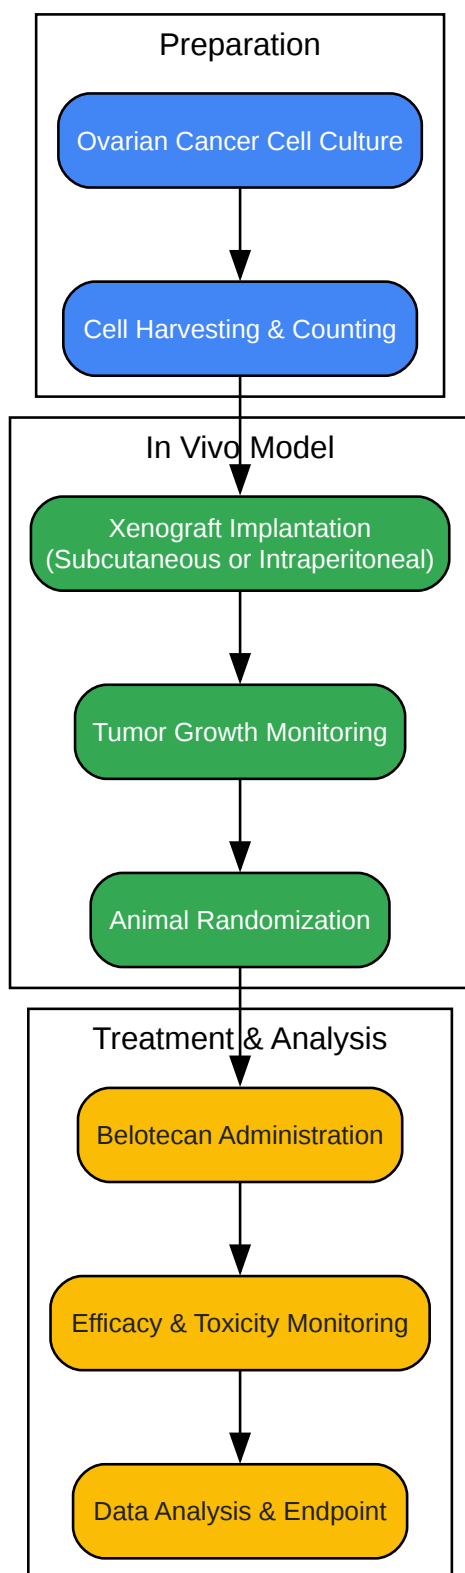 Preparation
Ovarian Cancer Cell Culture
Cell Harvesting & Counting
In Vivo Model
Xenograft Implantation
(Subcutaneous or Intraperitoneal)
Tumor Growth Monitoring
Animal Randomization
Treatment & Analysis
Belotecan Administration
Efficacy & Toxicity Monitoring
Data Analysis & Endpoint